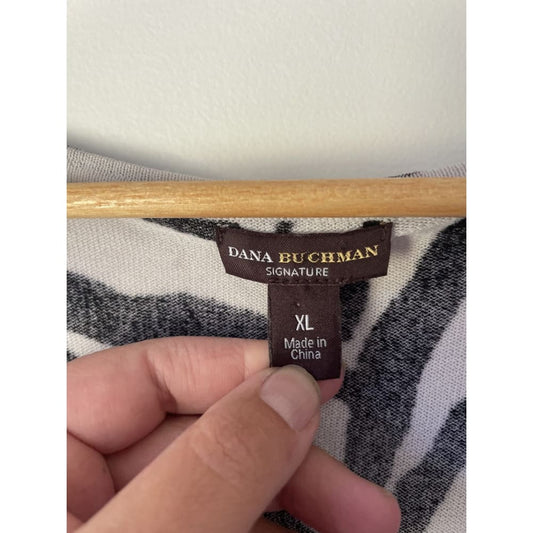 DANA BUCHMAN
SIGNATURE
XL
Made in
China